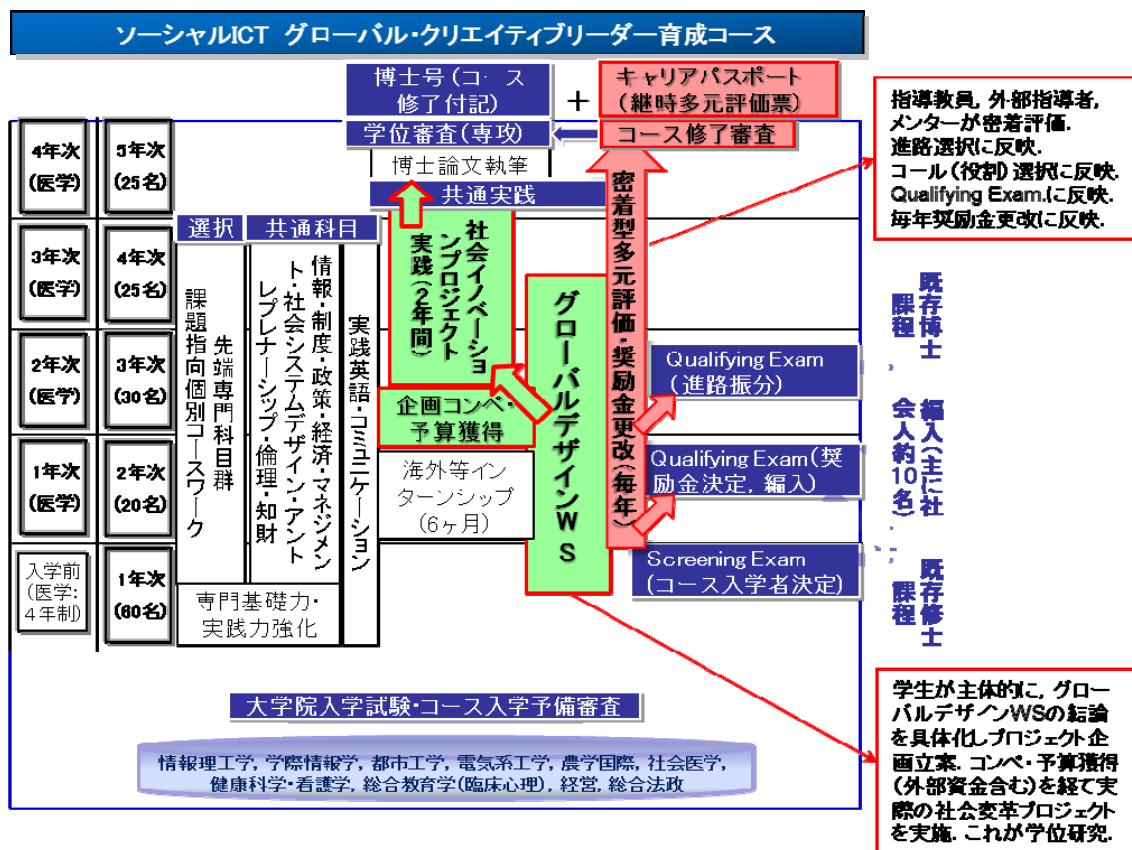 ソーシャルICT グローバル・クリエイティブリーダー育成コース
博士号(コース
修了付記)
+
キャリアパスポート
(継時多元評価票)
学位審査(専攻)
コース修了審査
博士論文執筆
共通実践
4年次
(医学)
5年次
(25名)
3年次
(医学)
4年次
(25名)
2年次
(医学)
3年次
(30名)
1年次
(医学)
2年次
(20名)
入学前
(医学:
4年制)
1年次
(60名)
選択
共通科目
先端専門科目群
課題指向個別コースワーク
情報・制度・政策・経済・マネジメン
ト・社会システムデザイン・アント
レプレナーシップ・倫理・知財
実践英語・コミュニケーション
専門基礎力・
実践力強化
社会イノベーショ
ンプロジェクト
実践(2年間)
企画コンペ・
予算獲得
海外等イン
ターンシップ
(6ヶ月)
グローバルデザインWS
密着型多元評価・奨励金更改(毎年)
Qualifying Exam
(進路振分)
Qualifying Exam(奨
励金決定, 編入)
Screening Exam
(コース入学者決定)
既存博士
課程
編入(主に社
会人約10名)
既存修士
課程
指導教員, 外部指導者,
メンターが密着評価.
進路選択に反映.
コール(役割)選択に反映.
Qualifying Exam.に反映.
毎年奨励金更改に反映.
学生が主体的に, グロー
バルデザインWSの結論
を具体化しプロジェクト企
画立案. コンペ・予算獲得
(外部資金含む)を経て実
際の社会変革プロジェクト
を実施. これが学位研究.
大学院入学試験・コース入学予備審査
情報理工学, 学際情報学, 都市工学, 電気系工学, 農学国際, 社会医学,
健康科学・看護学, 総合教育学(臨床心理), 経営, 総合法政